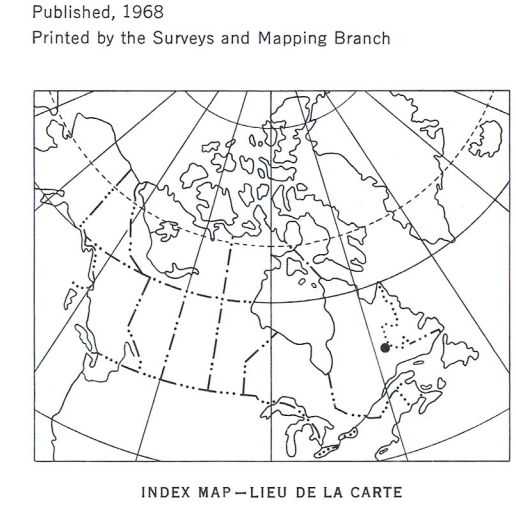 Published, 1968
Printed by the Surveys and Mapping Branch
INDEX MAP—LIEU DE LA CARTE